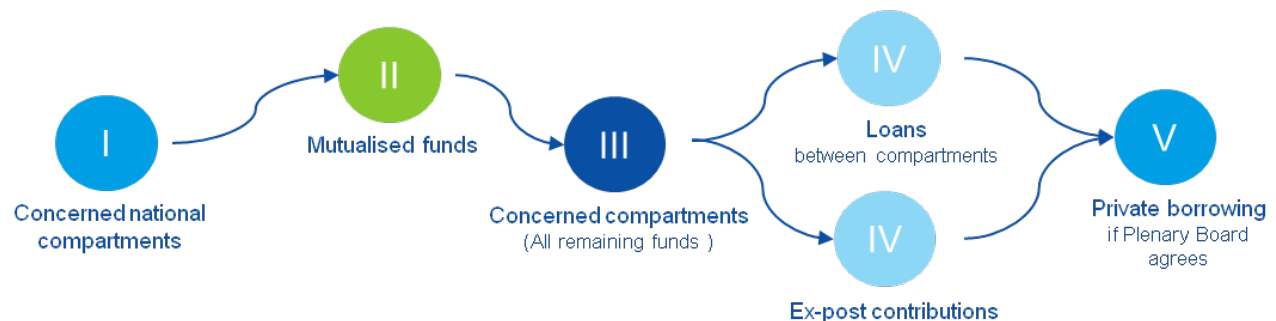 I
Concerned national
compartments
II
Mutualised funds
III
Concerned compartments
(All remaining funds )
IV
Loans
between compartments
IV
Ex-post contributions
V
Private borrowing
if Plenary Board
agrees